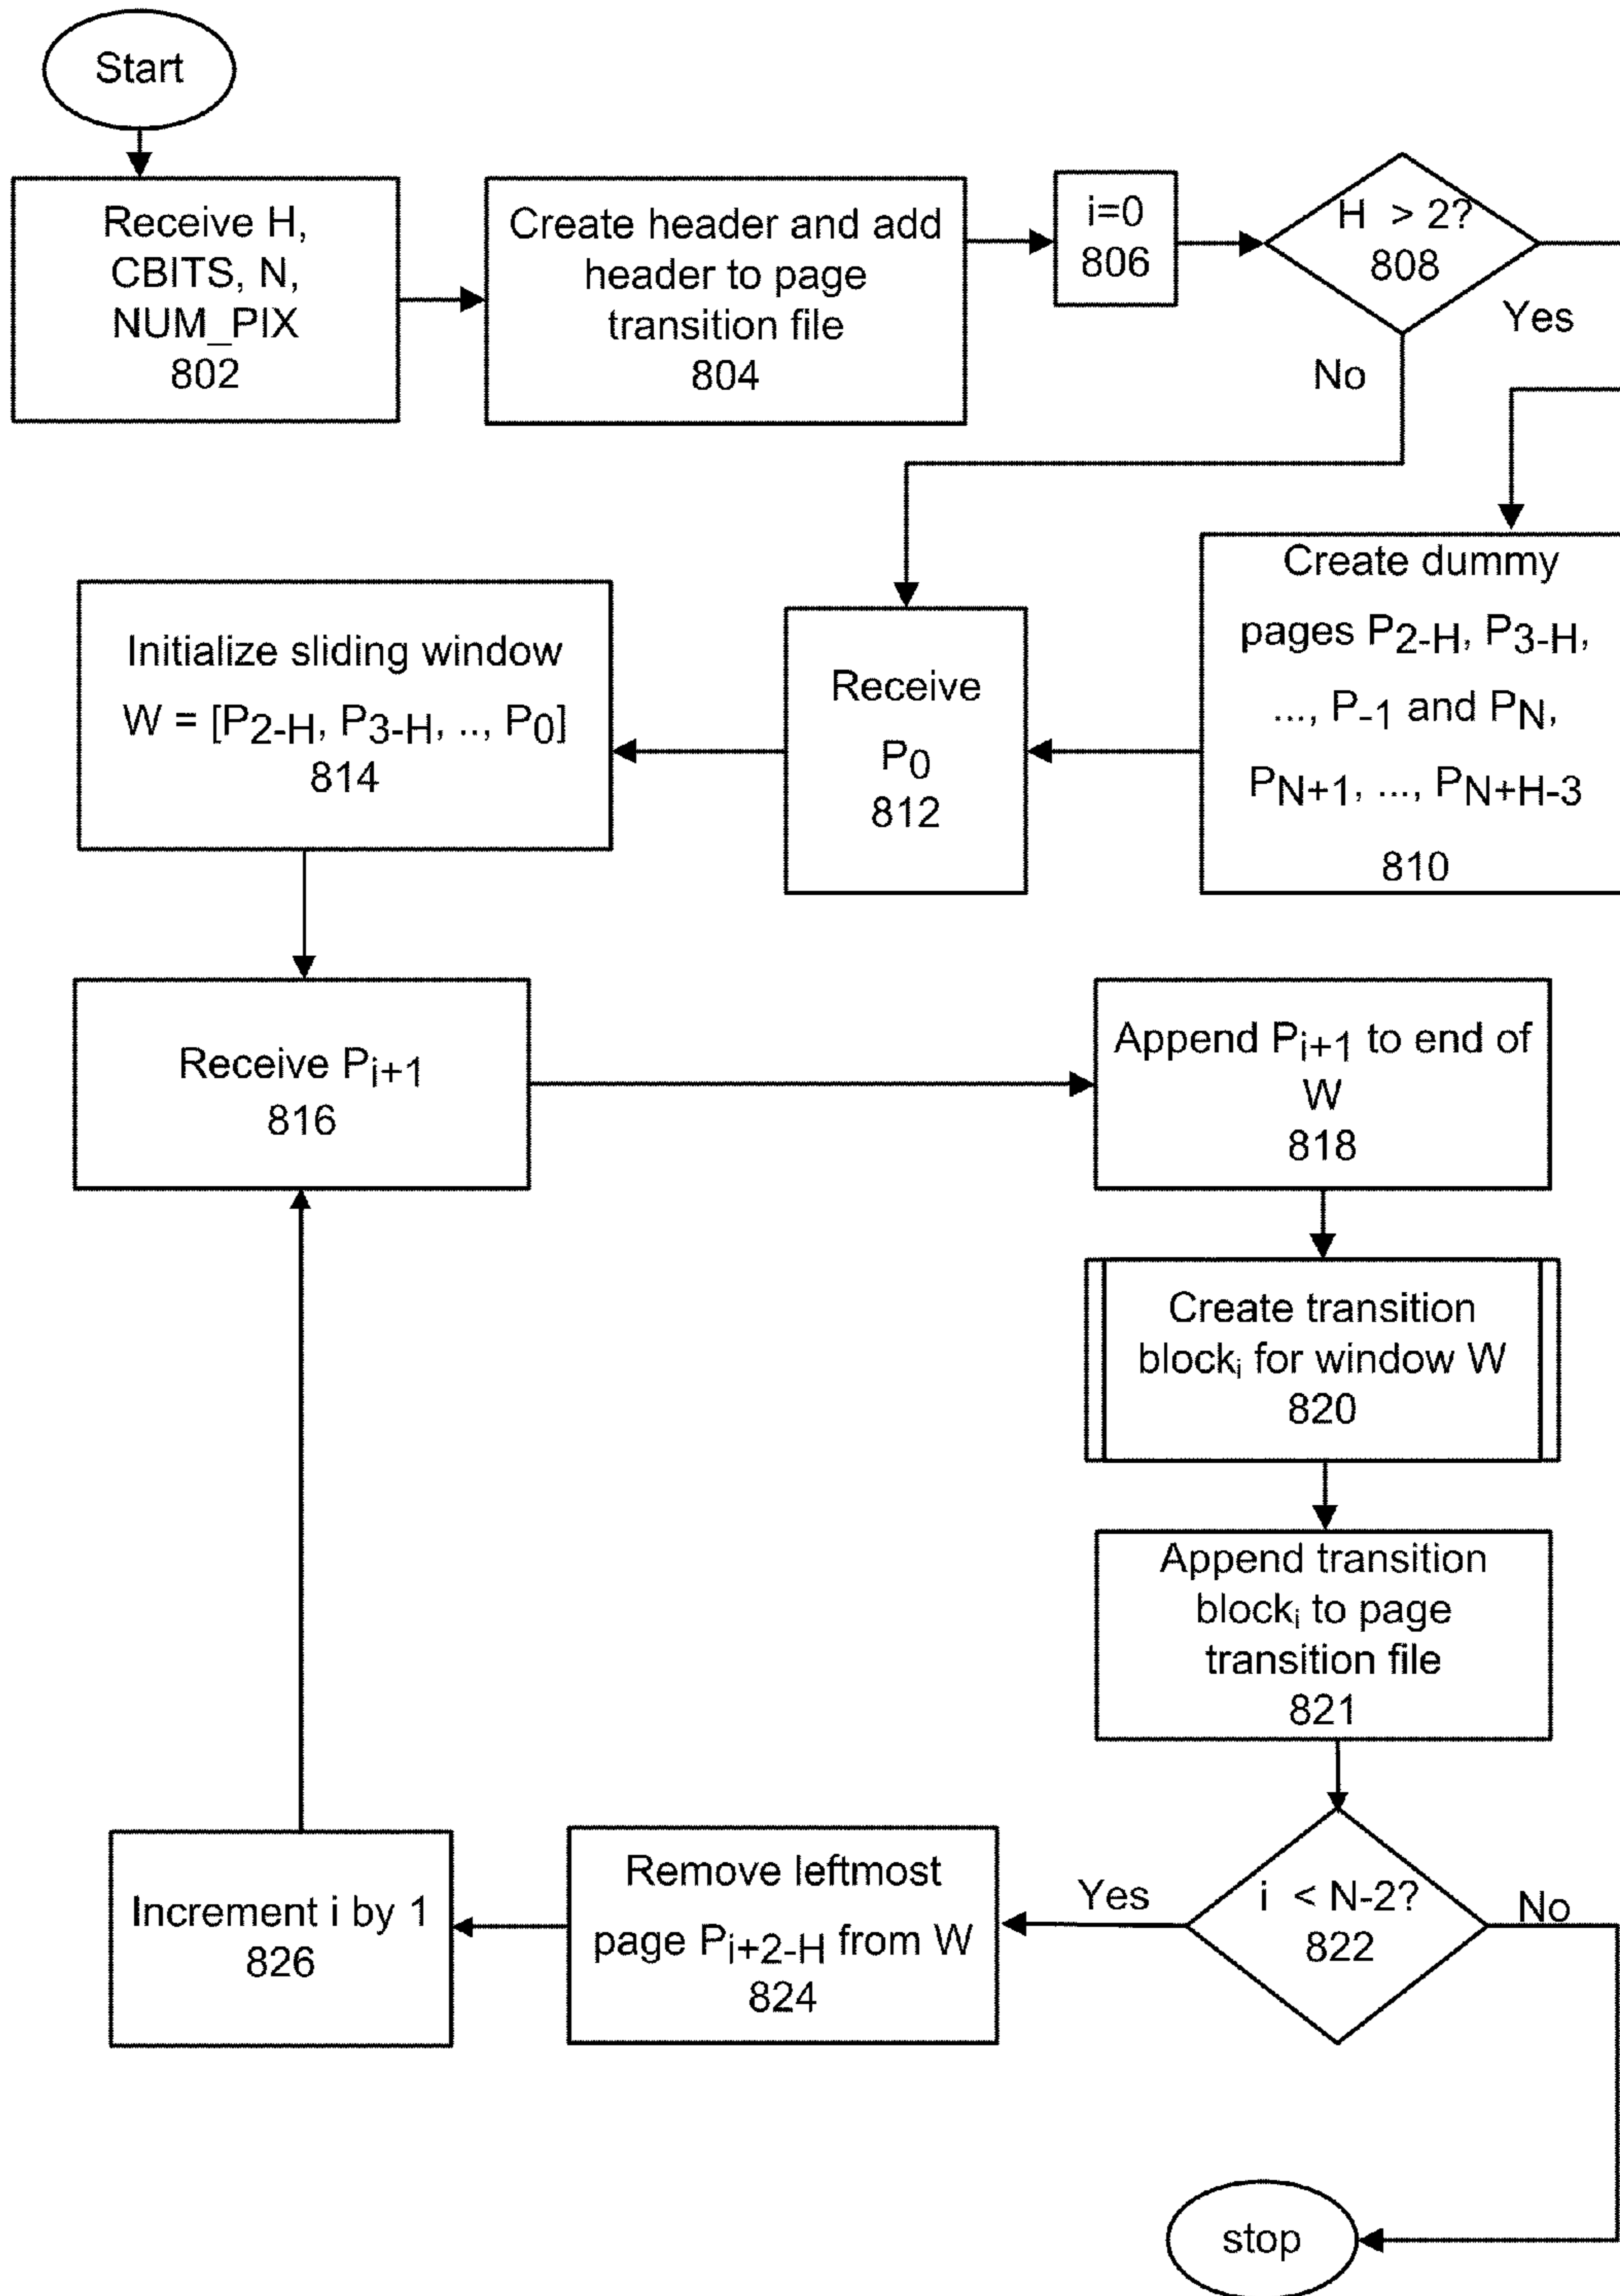 Start
Receive H,
CBITS, N,
NUM_PIX
802
Create header and add
header to page
transition file
804
i=0
806
H > 2?
808
Yes
No
Create dummy
pages P2-H, P3-H,
..., P-1 and PN,
PN+1, ..., PN+H-3
810
Receive
P0
812
Initialize sliding window
W = [P2-H, P3-H, .., P0]
814
Receive Pi+1
816
Append Pi+1 to end of
W
818
Create transition
blocki for window W
820
Append transition
blocki to page
transition file
821
i < N-2?
822
Yes
No
Remove leftmost
page Pi+2-H from W
824
Increment i by 1
826
stop